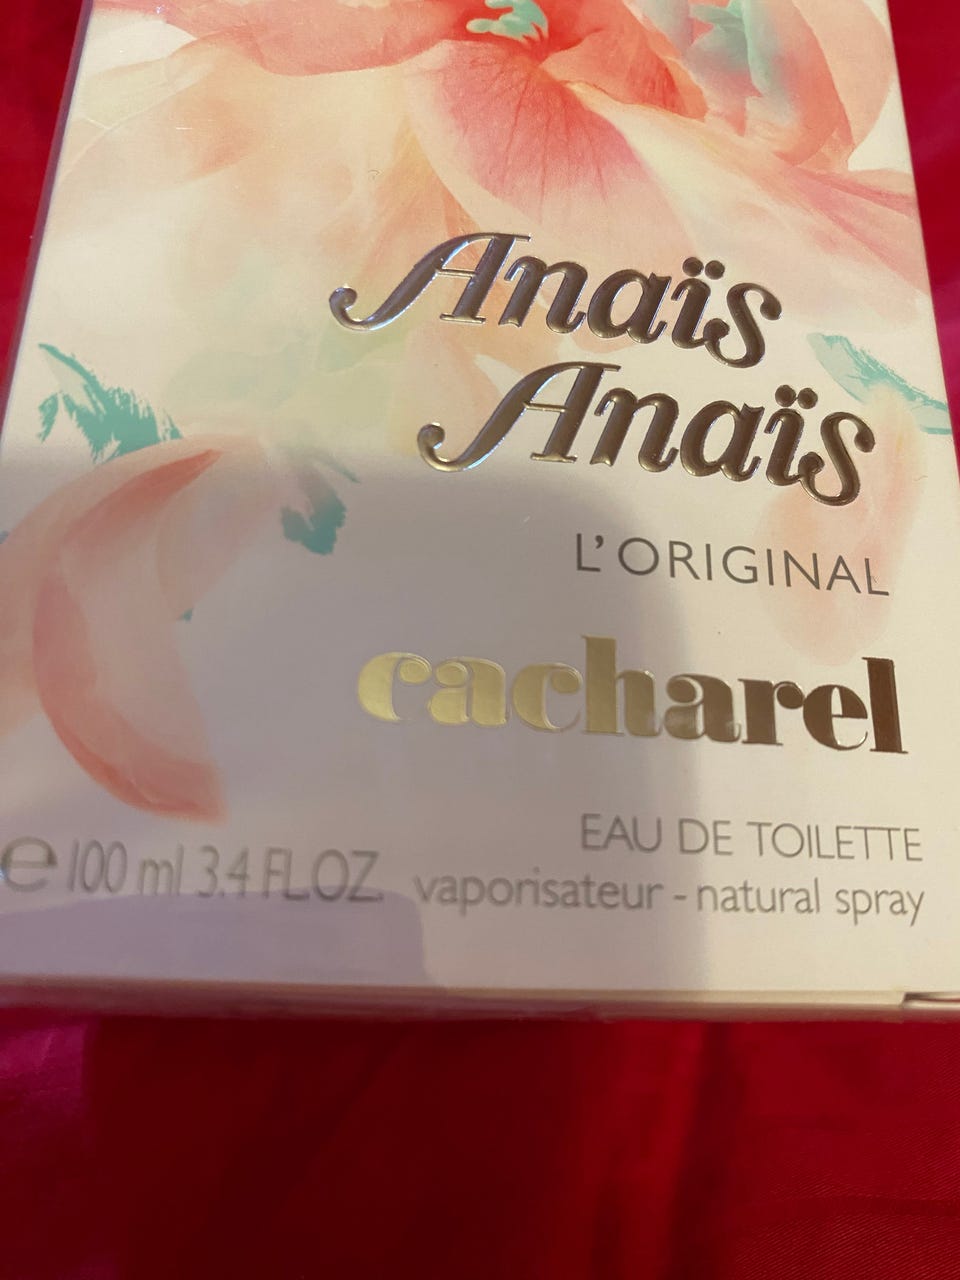 Anaïs
Anaïs
L'ORIGINAL
cacharel
EAU DE TOILETTE
e 100 ml 3.4 FL.OZ. vaporisateur - natural spray